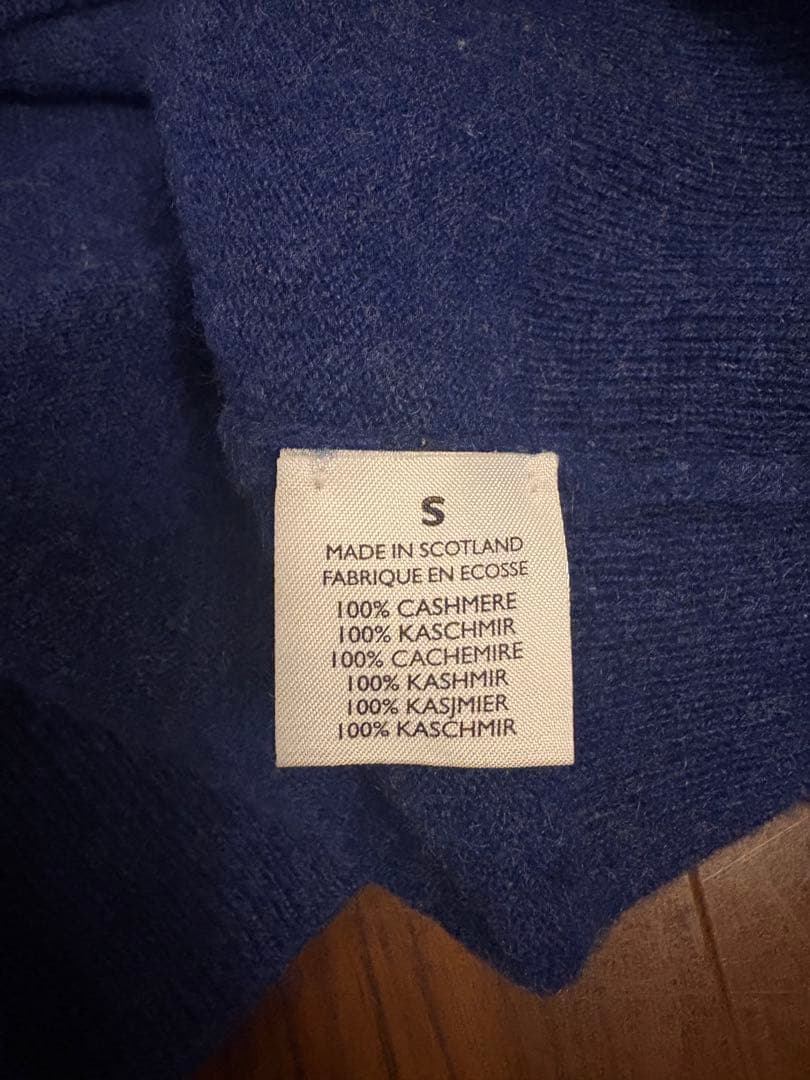 S
MADE IN SCOTLAND
FABRIQUE EN ECOSSE
100% CASHMERE
100% KASCHMIR
100% CACHEMIRE
100% KASHMIR
100% KASJMIER
100% KASCHMIR